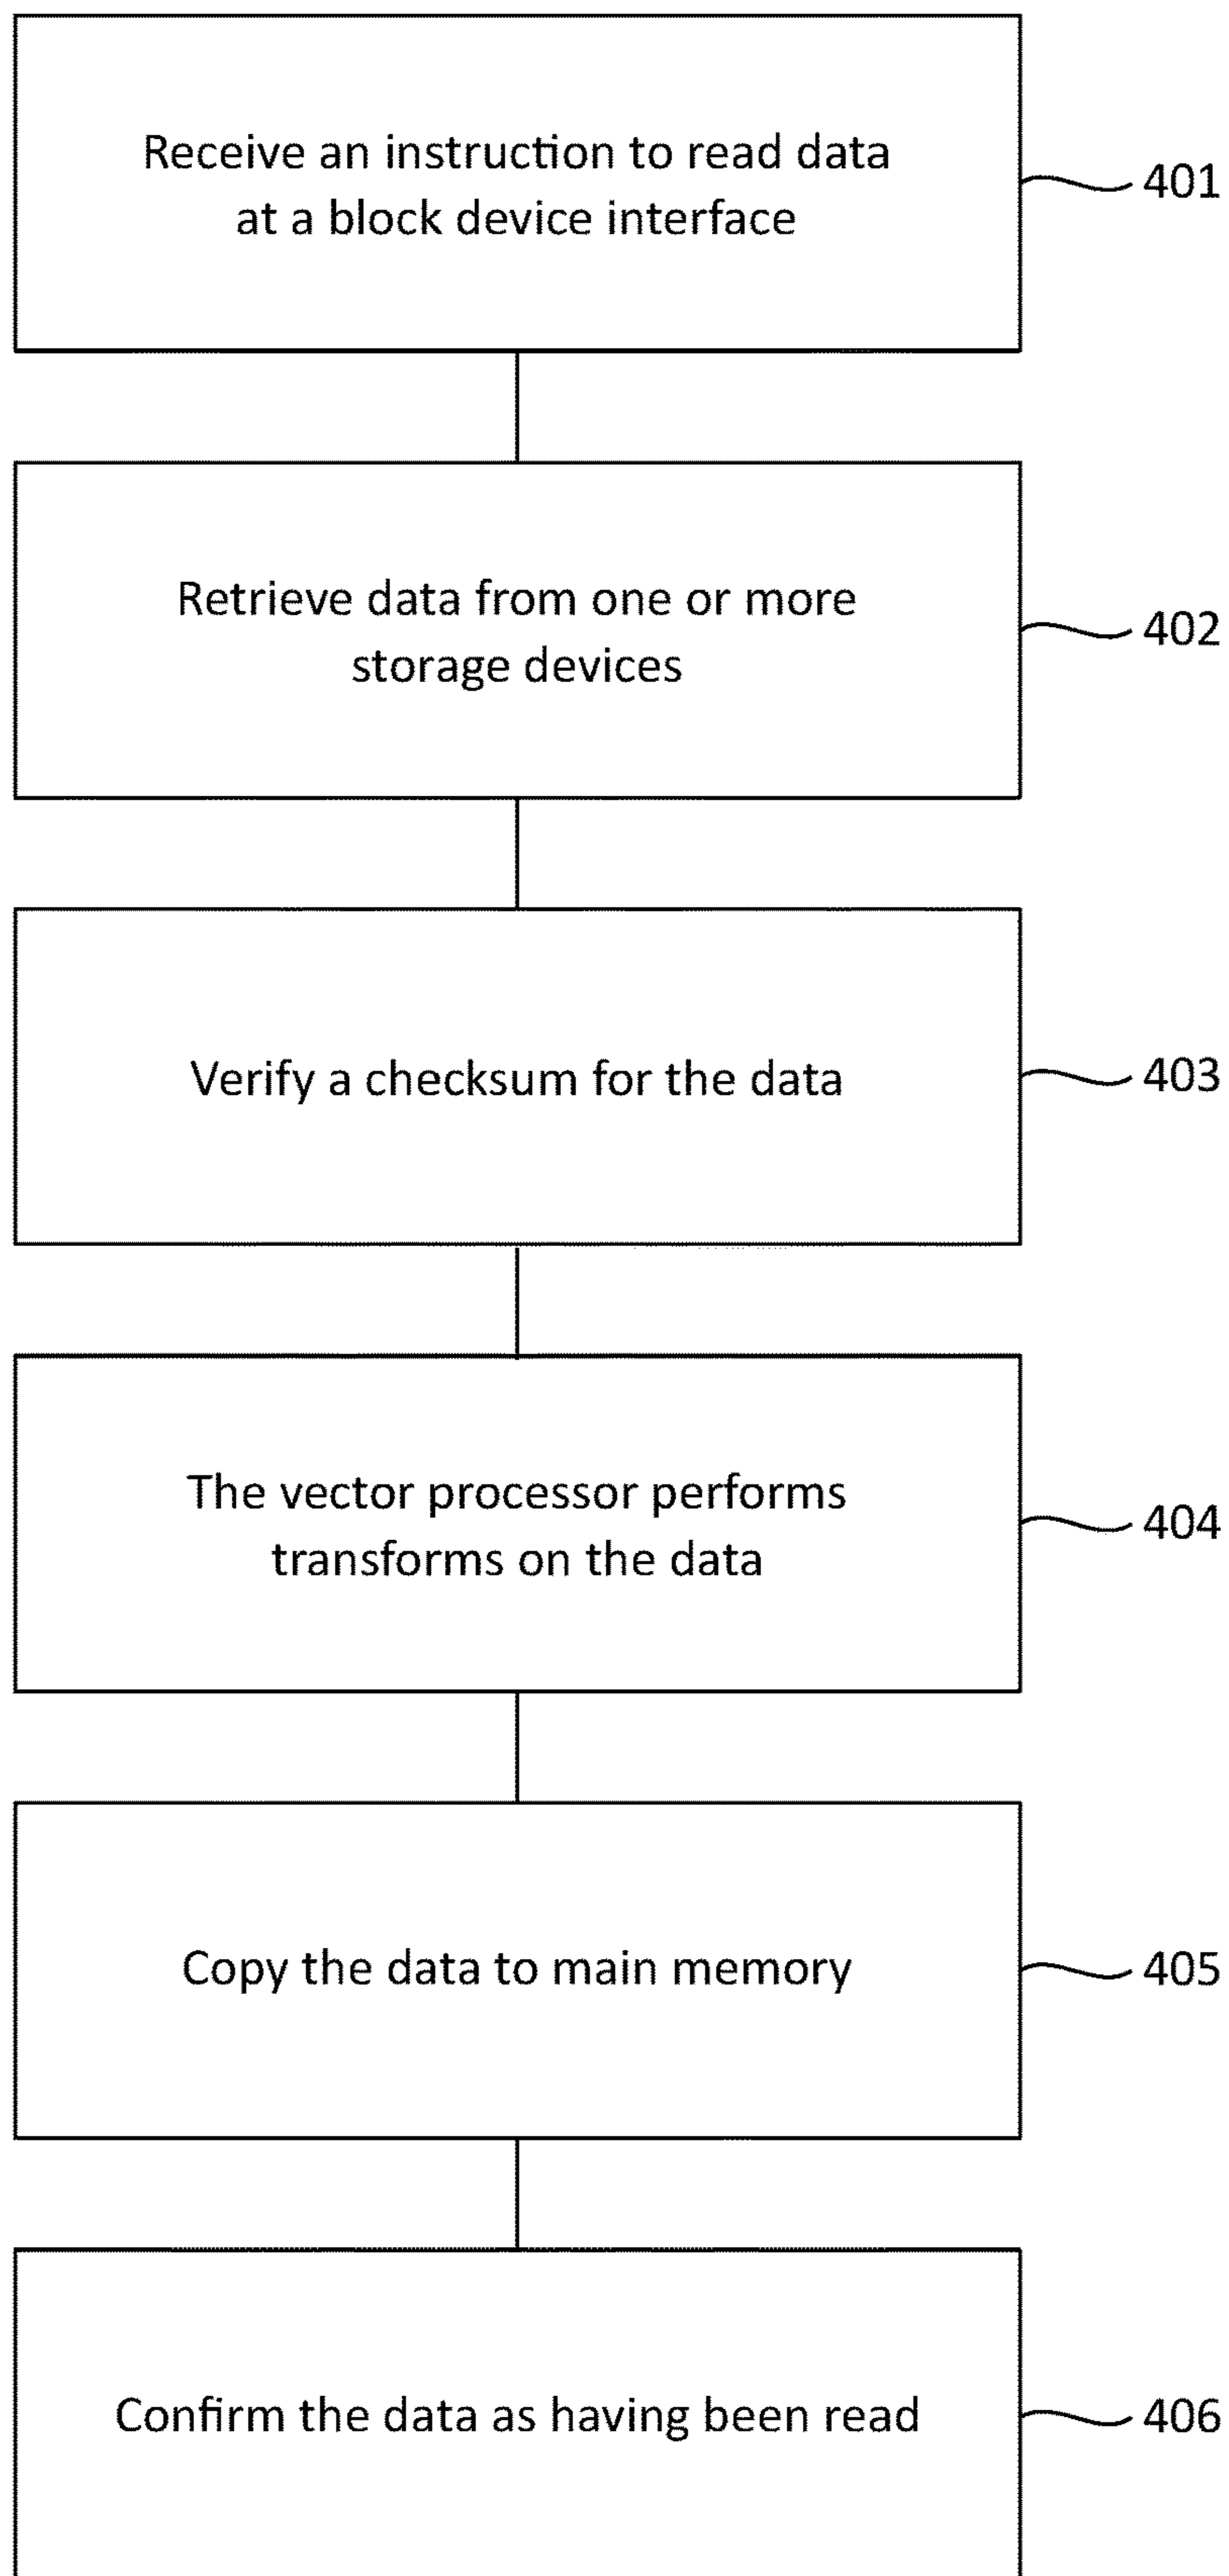 Receive an instruction to read data
at a block device interface
401
Retrieve data from one or more
storage devices
402
Verify a checksum for the data
403
The vector processor performs
transforms on the data
404
Copy the data to main memory
405
Confirm the data as having been read
406